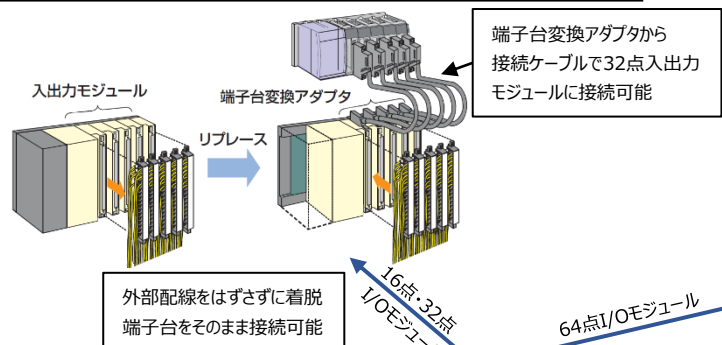 端子台変換アダプタから
接続ケーブルで32点入出力
モジュールに接続可能
入出力モジュール
端子台変換アダプタ
リプレース
外部配線をはずさずに着脱
端子台をそのまま接続可能
16点・32点
I/Oモジュール
64点I/Oモジュール